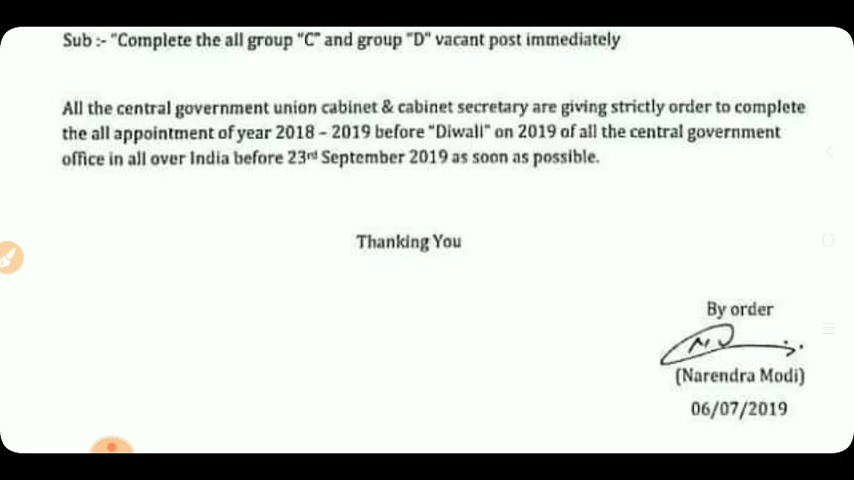 Sub :- "Complete the all group "C" and group "D" vacant post immediately
All the central government union cabinet & cabinet secretary are giving strictly order to complete
the all appointment of year 2018 – 2019 before "Diwali" on 2019 of all the central government
office in all over India before 23rd September 2019 as soon as possible.
Thanking You
By order
(Narendra Modi)
06/07/2019